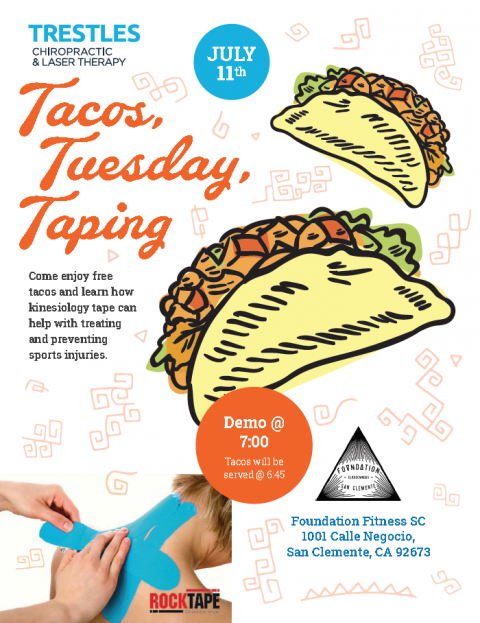 TRESTLES
CHIROPRACTIC
& LASER THERAPY
JULY
11th
Tacos,
Tuesday,
Taping
Come enjoy free
tacos and learn how
kinesiology tape can
help with treating
and preventing
sports injuries.
Demo @
7:00
Tacos will be
served @ 6:45
FOUNDATION
SAN CLEMENTE
Foundation Fitness SC
1001 Calle Negocio,
San Clemente, CA 92673
ROCKTAPE